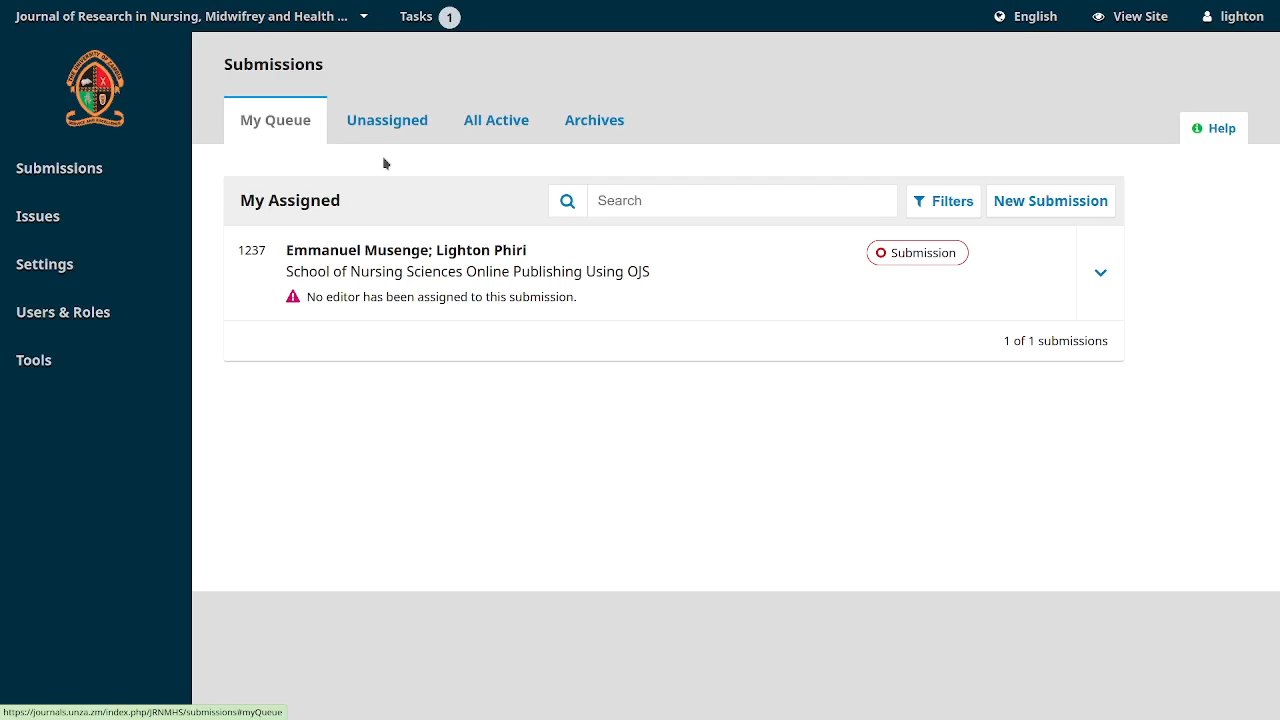 Journal of Research in Nursing, Midwifrey and Health ...
Tasks 1
English
View Site
lighton
Submissions
Issues
Settings
Users & Roles
Tools
Submissions
My Queue
Unassigned
All Active
Archives
Help
My Assigned
Search
Filters
New Submission
1237
Emmanuel Musenge; Lighton Phiri
School of Nursing Sciences Online Publishing Using OJS
No editor has been assigned to this submission.
Submission
1 of 1 submissions
https://journals.unza.zm/index.php/JRNMHS/submissions#myQueue